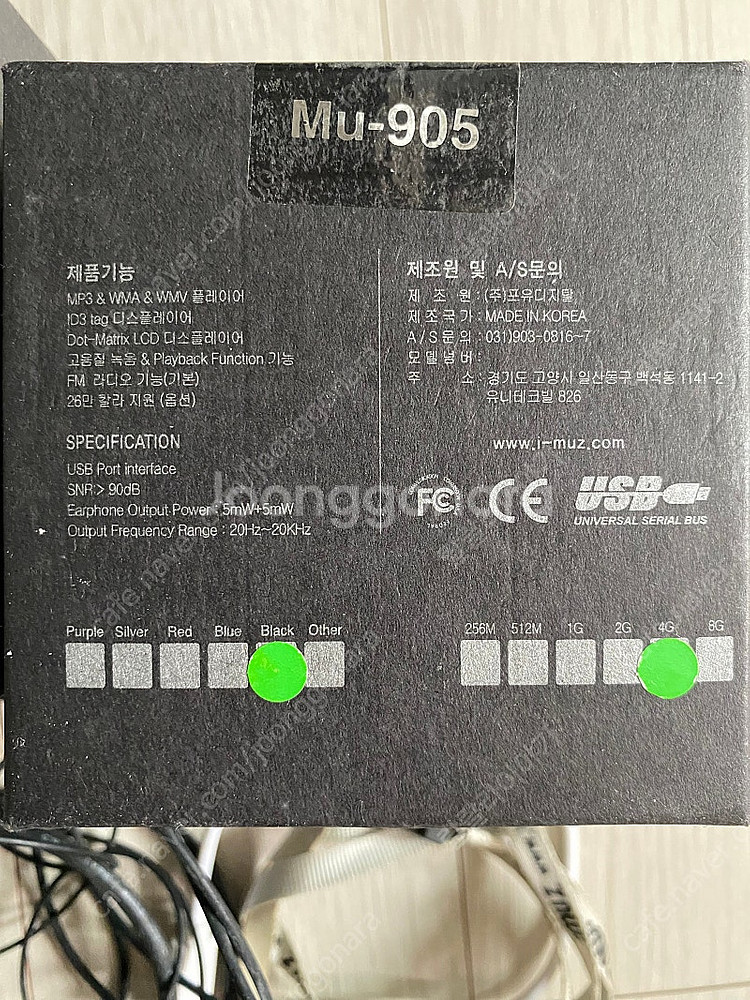 Mu-905
제품기능
MP3 & WMA & WMV 플레이어
ID3 tag 디스플레이어
Dot-Matrix LCD 디스플레이어
고음질 녹음 & Playback Function 기능
FM 라디오 기능(기본)
26만 칼라 지원 (옵션)
SPECIFICATION
USB Port interface
SNR:> 90dB
Earphone Output Power : 5mW+5mW
Output Frequency Range : 20Hz~20KHz
제조원 및 A/S문의
제 조 원 : (주)포유디지탈
제조국가 : MADE IN KOREA
A/S문의 : 031)903-0816~7
모델넘버 :
주 소 : 경기도 고양시 일산동구 백석동 1141-2
유니테크빌 826
www.i-muz.com
FC CE USB
UNIVERSAL SERIAL BUS
joonggonara
Purple Silver Red Blue Black Other
256M 512M 1G 2G 4G 8G